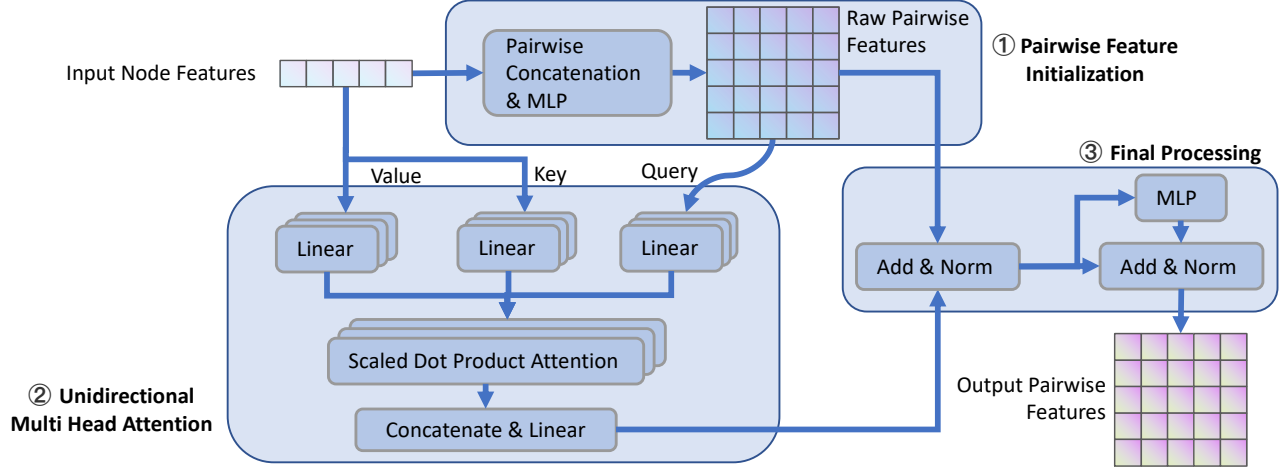 Input Node Features
Pairwise
Concatenation
& MLP
Raw Pairwise
Features
① Pairwise Feature
Initialization
Value
Key
Query
Linear
Linear
Linear
Scaled Dot Product Attention
Concatenate & Linear
② Unidirectional
Multi Head Attention
③ Final Processing
MLP
Add & Norm
Add & Norm
Output Pairwise
Features